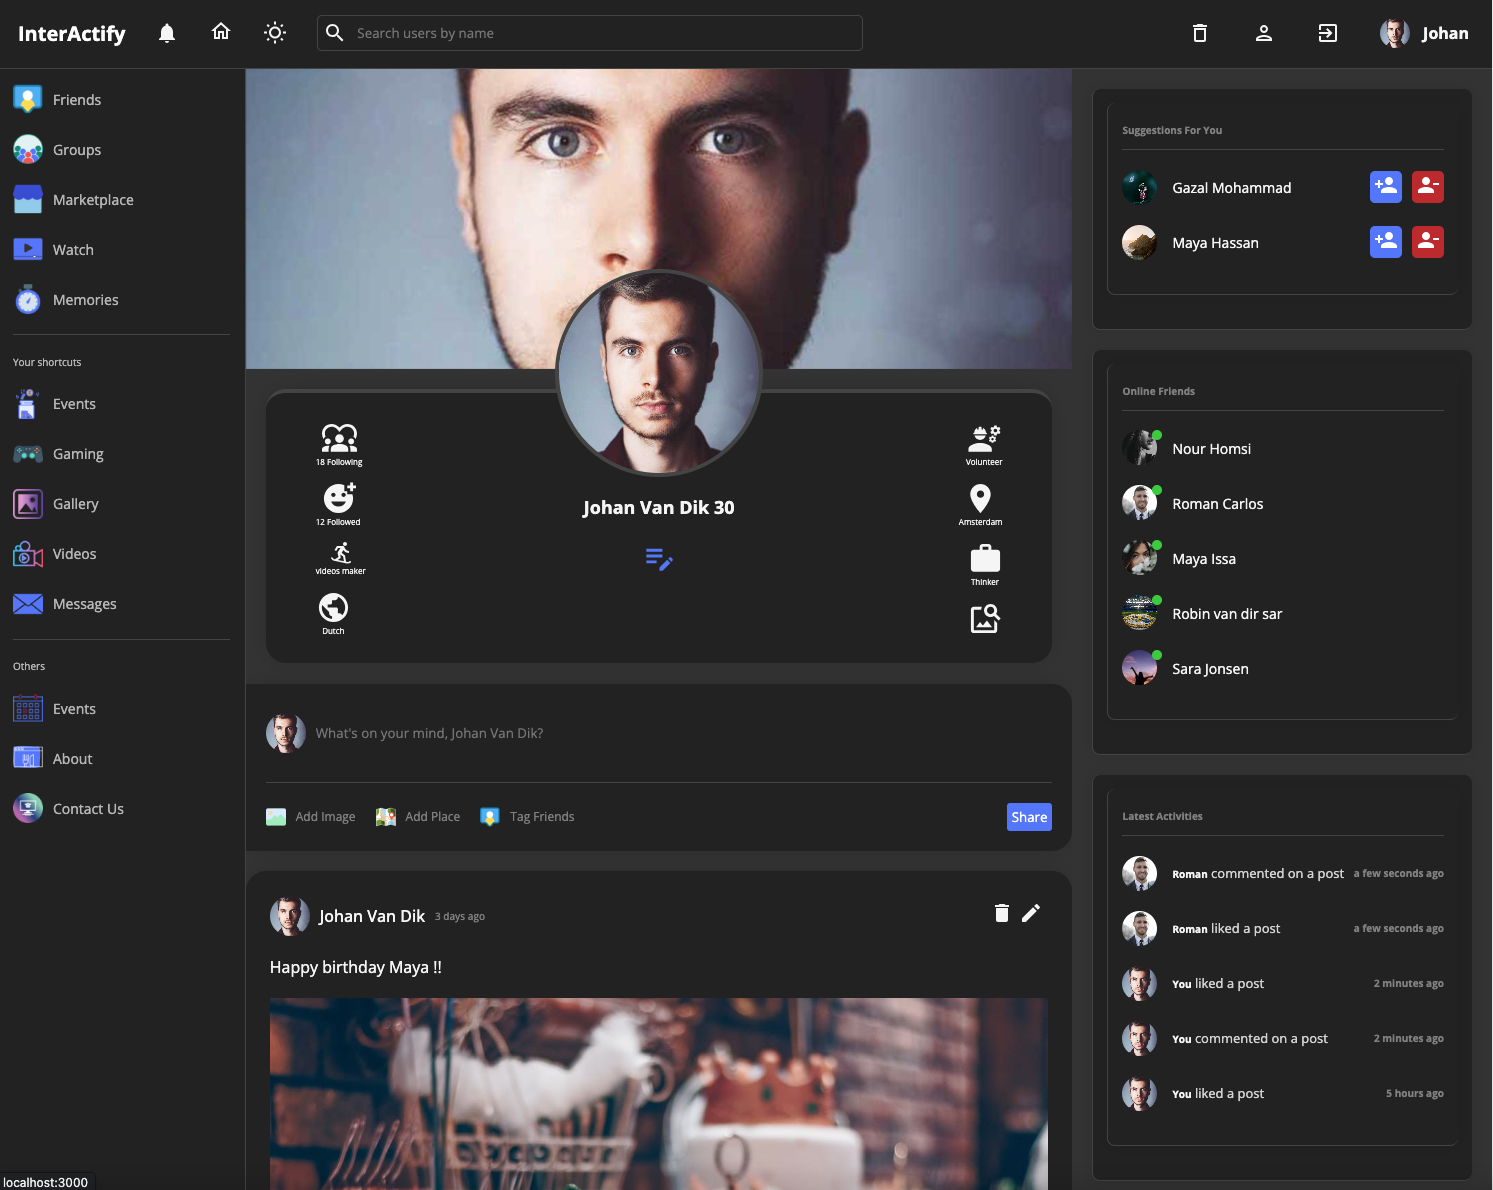 InterActify
Search users by name
Johan
Friends
Groups
Marketplace
Watch
Memories
Your shortcuts
Events
Gaming
Gallery
Videos
Messages
Others
Events
About
Contact Us
18 Following
12 Followed
videos maker
Dutch
Johan Van Dik 30
Volunteer
Amsterdam
Thinker
What's on your mind, Johan Van Dik?
Add Image
Add Place
Tag Friends
Share
Johan Van Dik 3 days ago
Happy birthday Maya !!
Suggestions For You
Gazal Mohammad
Maya Hassan
Online Friends
Nour Homsi
Roman Carlos
Maya Issa
Robin van dir sar
Sara Jonsen
Latest Activities
Roman commented on a post a few seconds ago
Roman liked a post a few seconds ago
You liked a post 2 minutes ago
You commented on a post 2 minutes ago
You liked a post 5 hours ago
localhost:3000